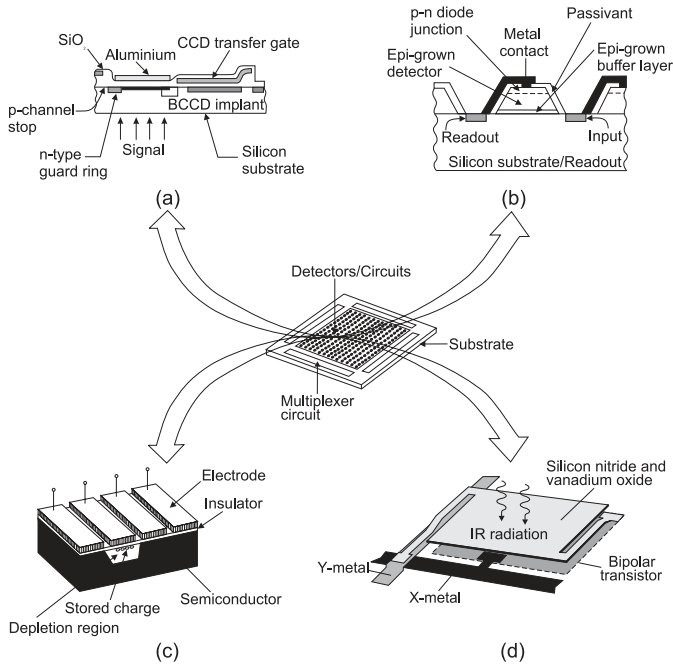 SiO2
Aluminium
CCD transfer gate
p-channel
stop
BCCD implant
n-type
guard ring
Signal
Silicon
substrate
(a)
p-n diode
junction
Metal
contact
Passivant
Epi-grown
detector
Epi-grown
buffer layer
Readout
Input
Silicon substrate/Readout
(b)
Detectors/Circuits
Substrate
Multiplexer
circuit
Electrode
Insulator
Stored charge
Depletion region
Semiconductor
(c)
Silicon nitride and
vanadium oxide
IR radiation
Y-metal
X-metal
Bipolar
transistor
(d)